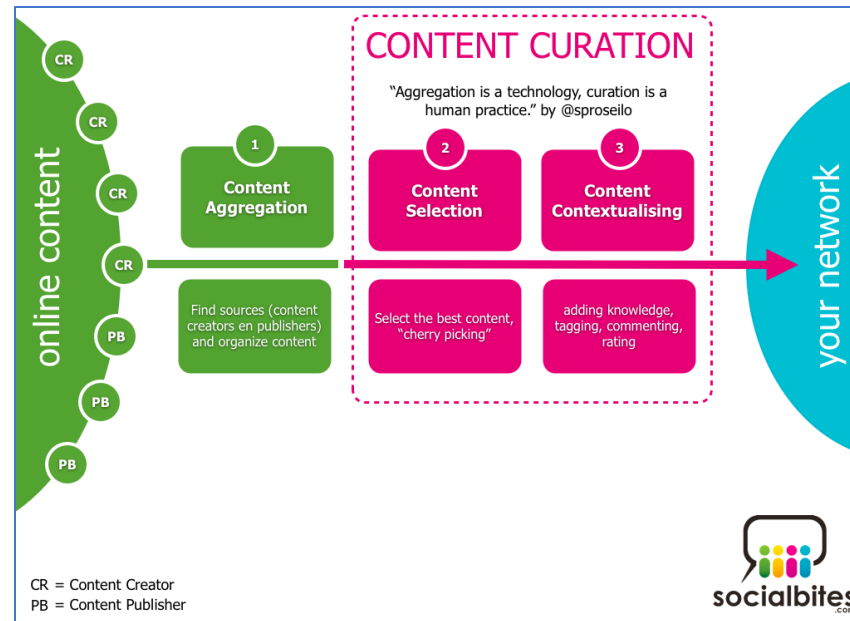 CONTENT CURATION
“Aggregation is a technology, curation is a
human practice.” by @sproseilo
online content
CR
CR
CR
CR
PB
PB
PB
1
Content
Aggregation
Find sources (content
creators en publishers)
and organize content
2
Content
Selection
Select the best content,
“cherry picking”
3
Content
Contextualising
adding knowledge,
tagging, commenting,
rating
your network
CR = Content Creator
PB = Content Publisher
socialbites
.com